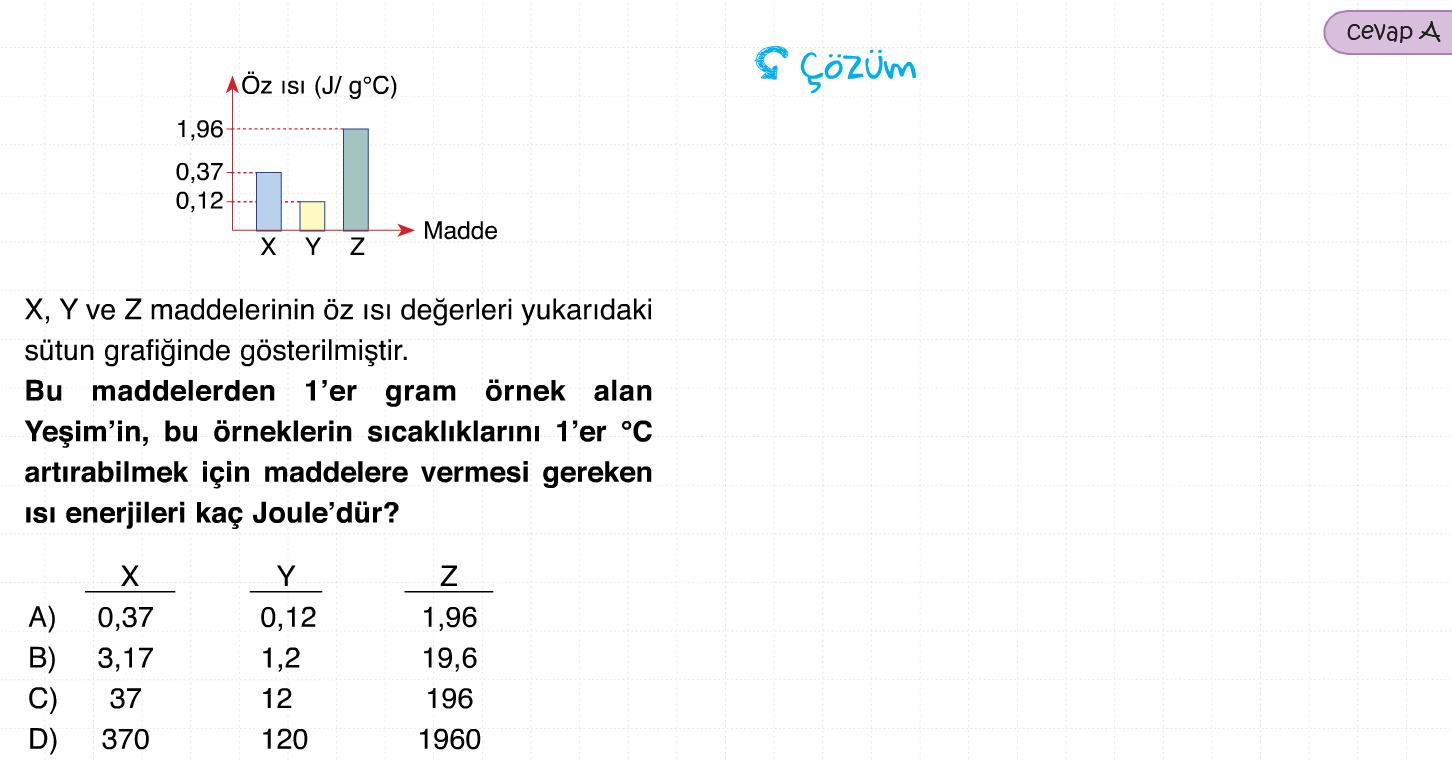 cevap A
Çözüm
Öz ısı (J/ g°C)
1,96
0,37
0,12
Madde
X Y Z
X, Y ve Z maddelerinin öz ısı değerleri yukarıdaki
sütun grafiğinde gösterilmiştir.
Bu maddelerden 1’er gram örnek alan
Yeşim’in, bu örneklerin sıcaklıklarını 1’er °C
artırabilmek için maddelere vermesi gereken
ısı enerjileri kaç Joule’dür?
X Y Z
A) 0,37 0,12 1,96
B) 3,17 1,2 19,6
C) 37 12 196
D) 370 120 1960